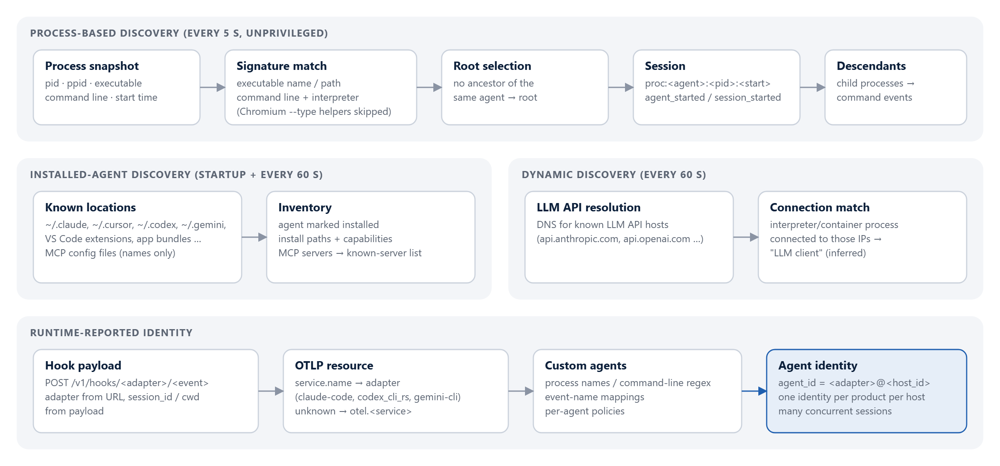 PROCESS-BASED DISCOVERY (EVERY 5 S, UNPRIVILEGED)
Process snapshot
pid · ppid · executable
command line · start time
Signature match
executable name / path
command line + interpreter
(Chromium --type helpers skipped)
Root selection
no ancestor of the
same agent → root
Session
proc:<agent>:<pid>:<start>
agent_started / session_started
Descendants
child processes →
command events
INSTALLED-AGENT DISCOVERY (STARTUP + EVERY 60 S)
Known locations
~/.claude, ~/.cursor, ~/.codex, ~/.gemini,
VS Code extensions, app bundles ...
MCP config files (names only)
Inventory
agent marked installed
install paths + capabilities
MCP servers → known-server list
DYNAMIC DISCOVERY (EVERY 60 S)
LLM API resolution
DNS for known LLM API hosts
(api.anthropic.com, api.openai.com ...)
Connection match
interpreter/container process
connected to those IPs →
"LLM client" (inferred)
RUNTIME-REPORTED IDENTITY
Hook payload
POST /v1/hooks/<adapter>/<event>
adapter from URL, session_id / cwd
from payload
OTLP resource
service.name → adapter
(claude-code, codex_cli_rs, gemini-cli)
unknown → otel.<service>
Custom agents
process names / command-line regex
event-name mappings
per-agent policies
Agent identity
agent_id = <adapter>@<host_id>
one identity per product per host
many concurrent sessions